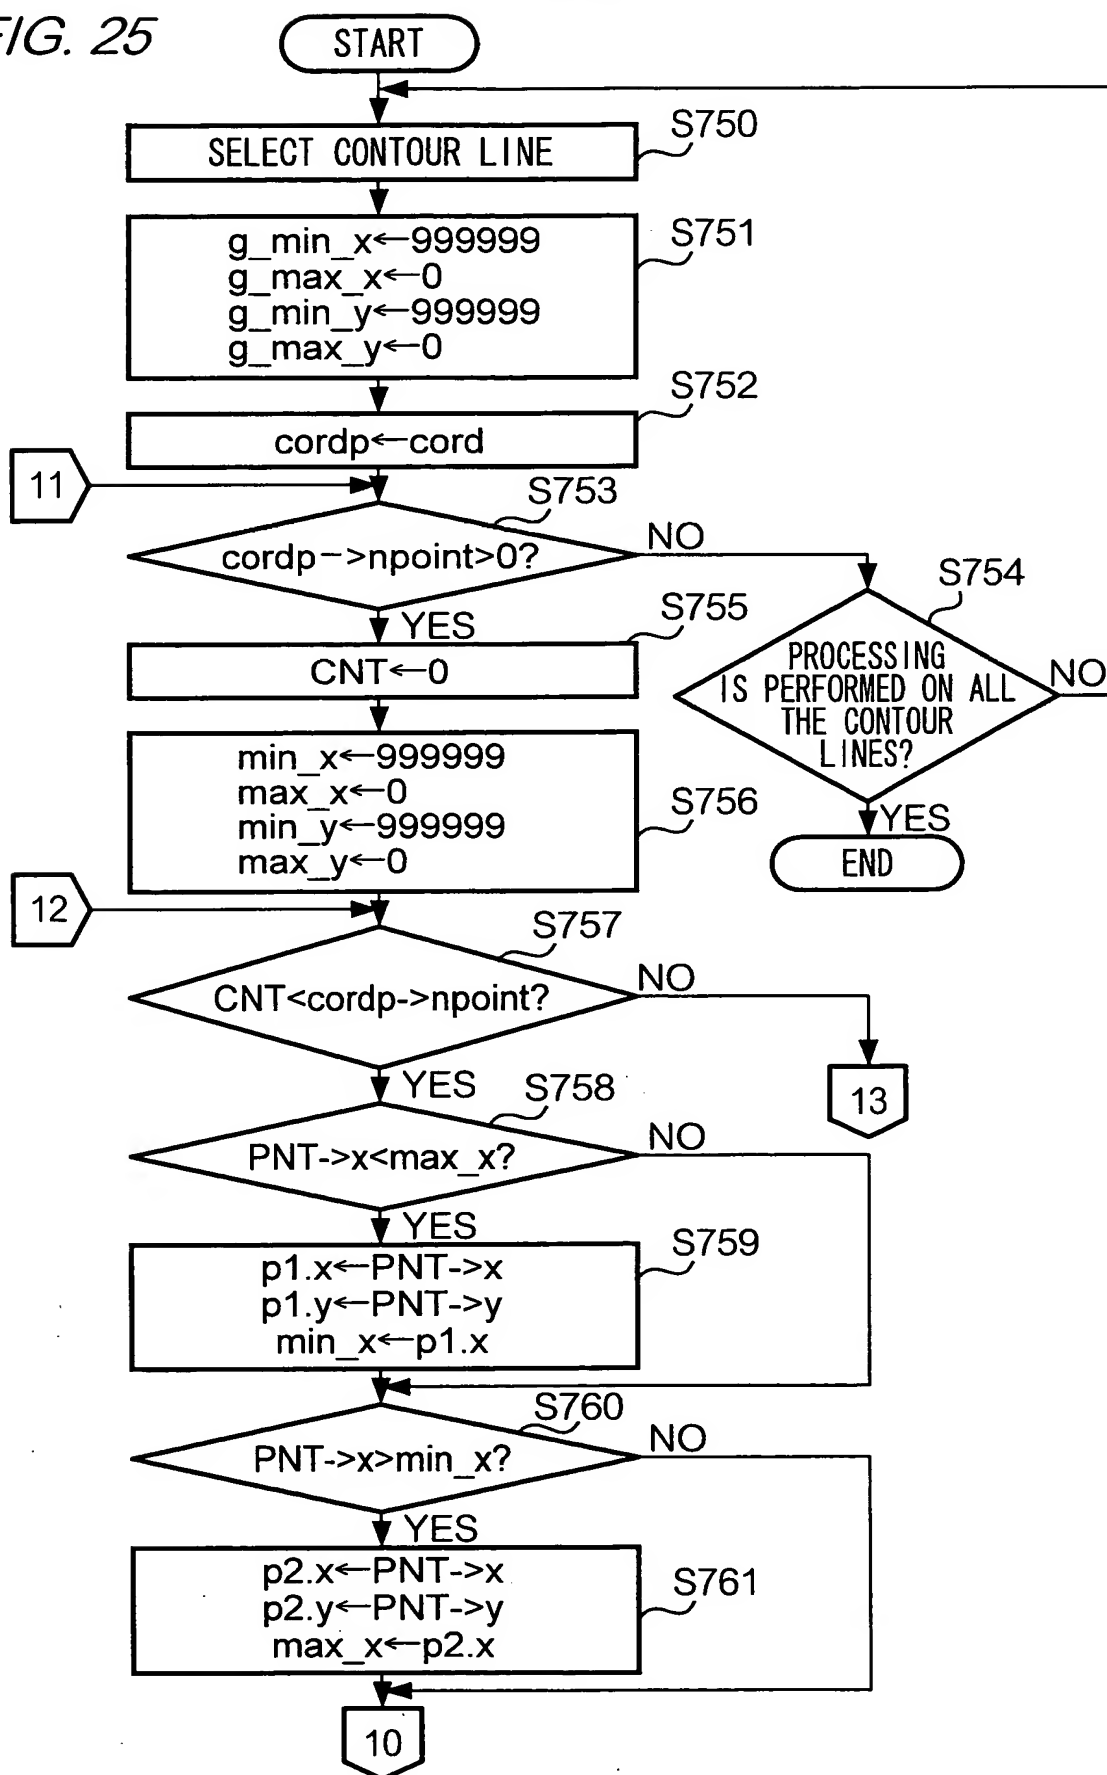 FIG. 25
START
S750
SELECT CONTOUR LINE
S751
g_min_x←999999
g_max_x←0
g_min_y←999999
g_max_y←0
S752
cordp←cord
11
S753
cordp->npoint>0?
NO
YES
S754
PROCESSING
IS PERFORMED ON ALL
THE CONTOUR
LINES?
NO
YES
END
S755
CNT←0
S756
min_x←999999
max_x←0
min_y←999999
max_y←0
12
S757
CNT<cordp->npoint?
NO
13
YES
S758
PNT->x<max_x?
NO
YES
S759
p1.x←PNT->x
p1.y←PNT->y
min_x←p1.x
S760
PNT->x>min_x?
NO
YES
S761
p2.x←PNT->x
p2.y←PNT->y
max_x←p2.x
10